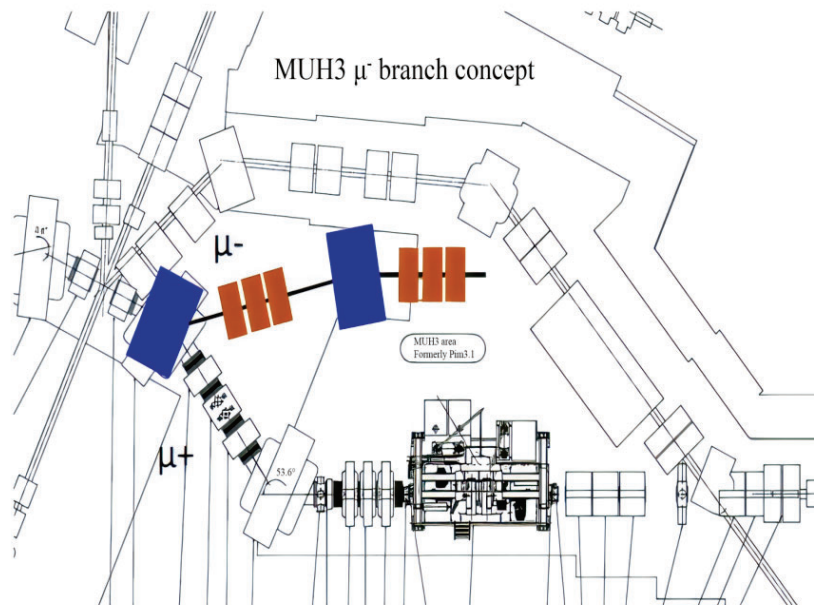 MUH3 μ- branch concept
μ-
MUH3 area
Formerly Pim3.1
μ+
53.6°